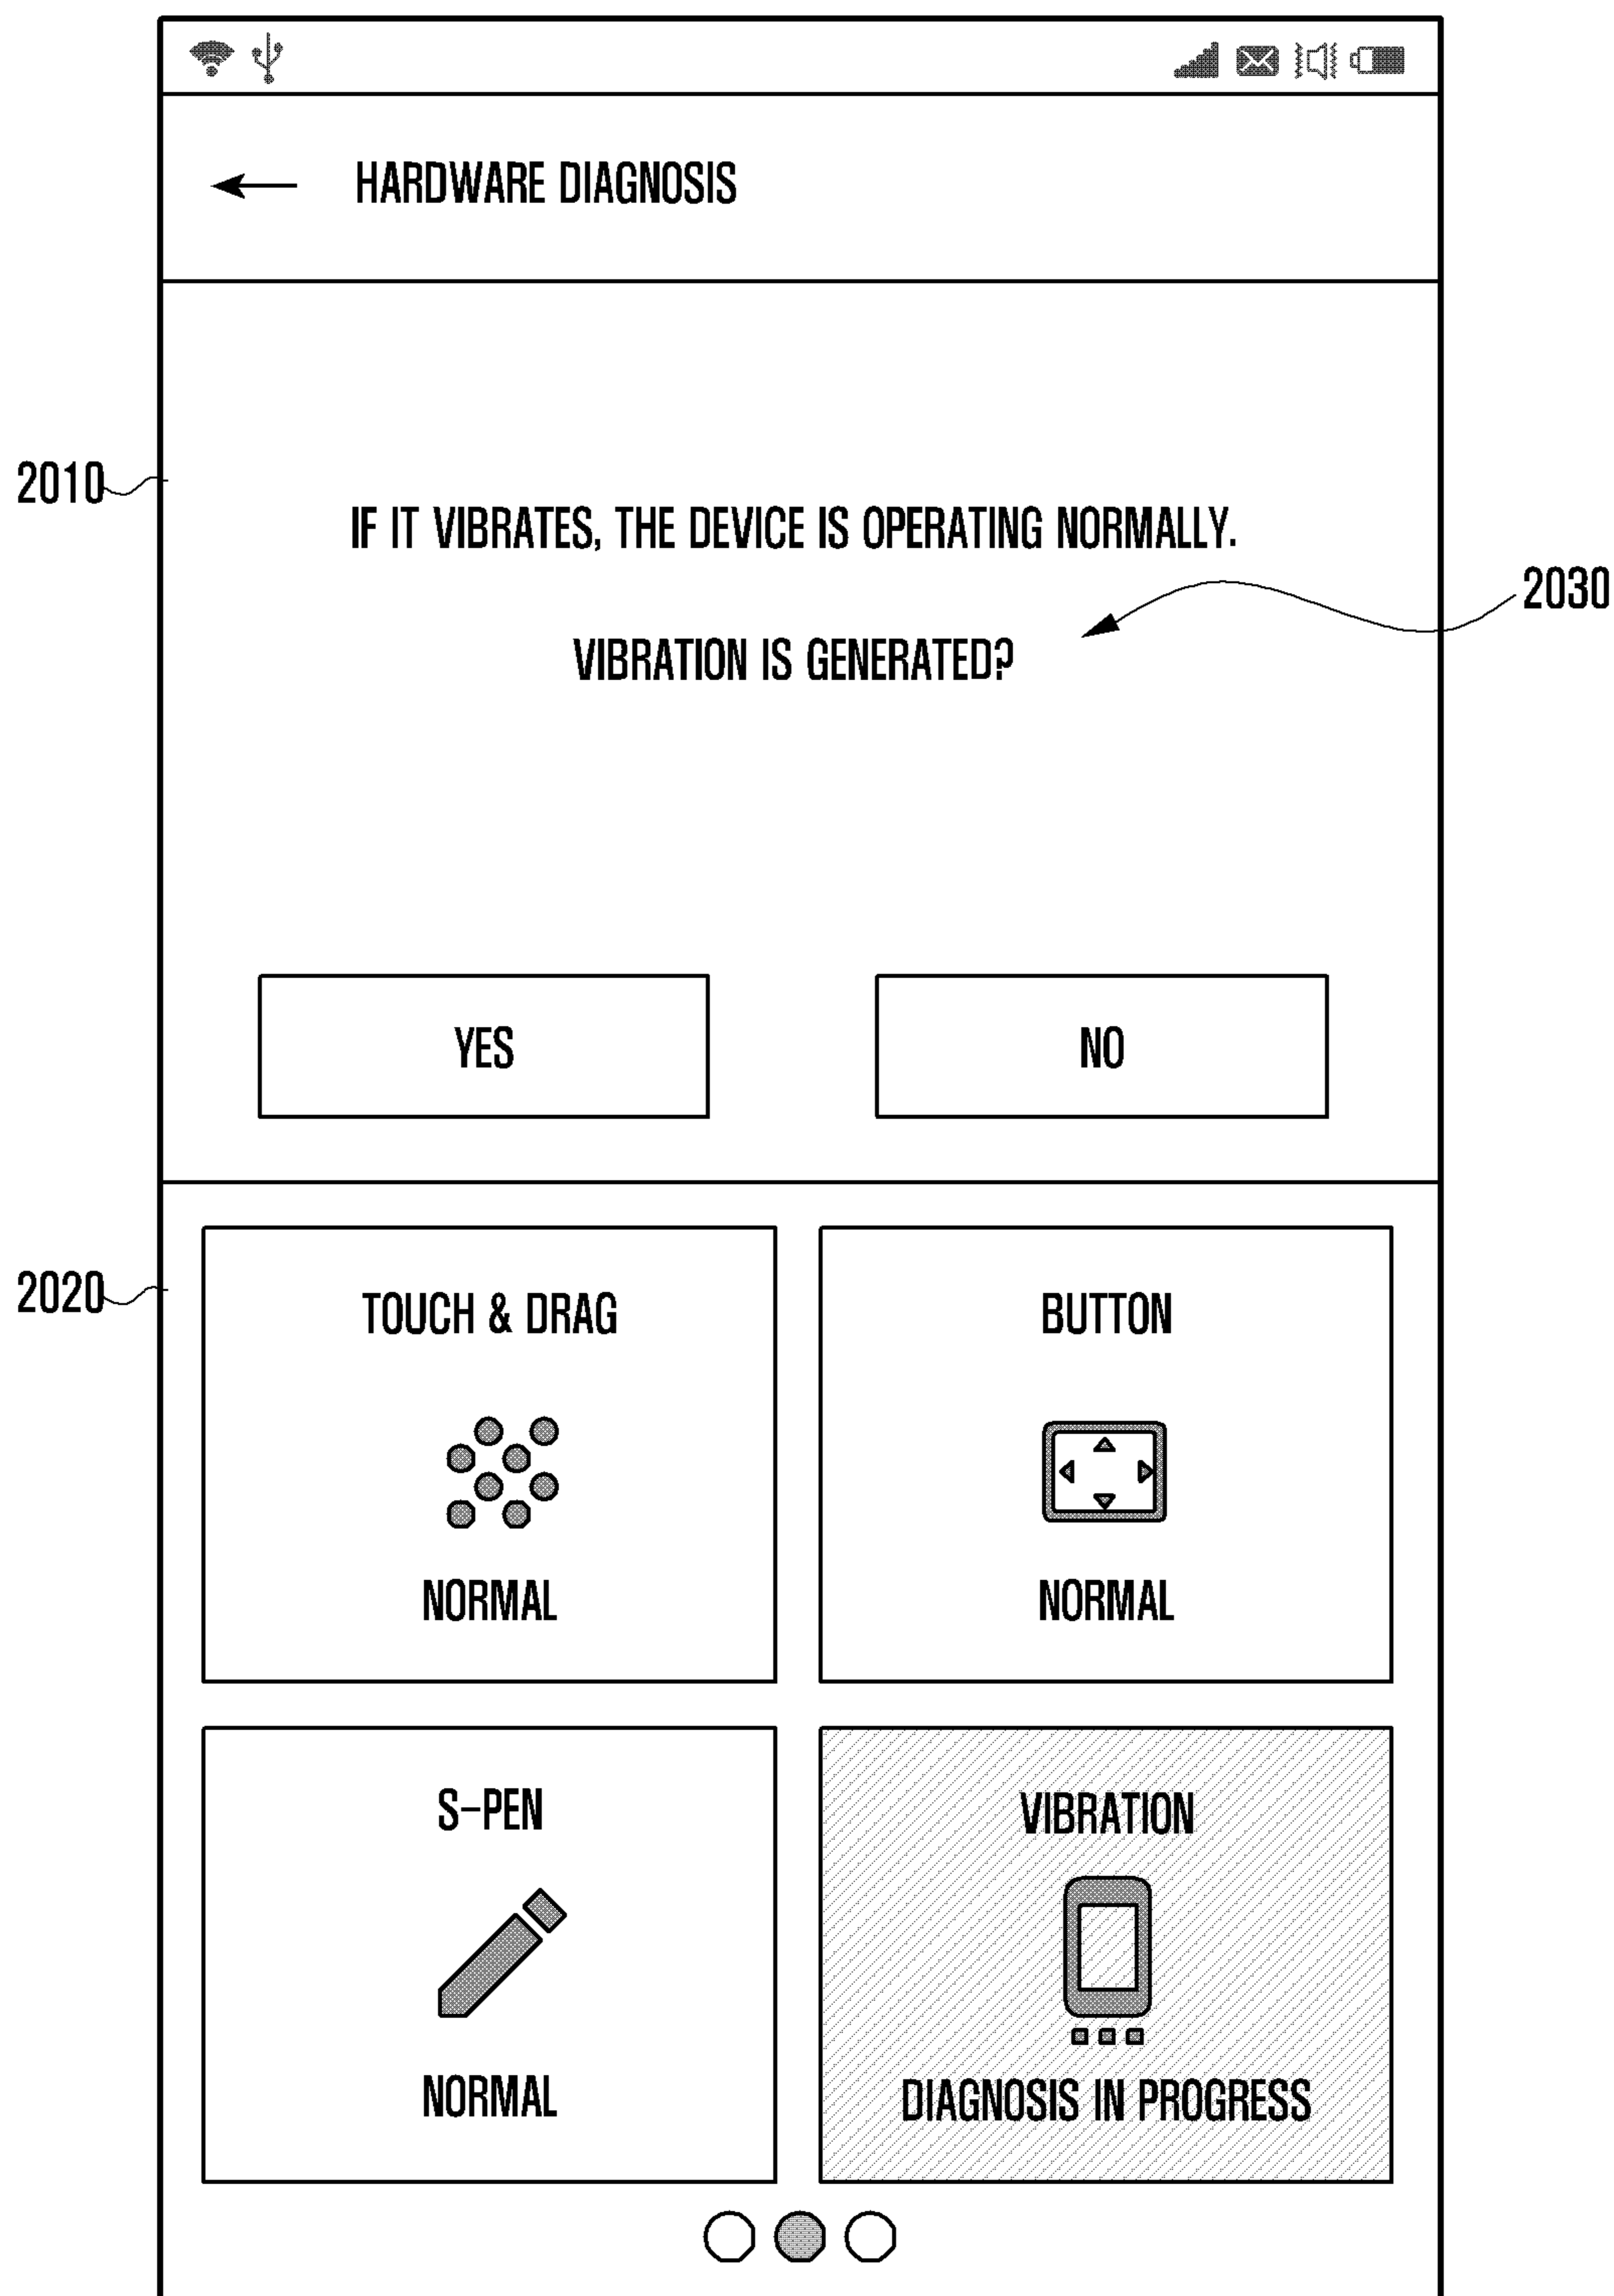 HARDWARE DIAGNOSIS
2010
IF IT VIBRATES, THE DEVICE IS OPERATING NORMALLY.
2030
VIBRATION IS GENERATED?
YES
NO
2020
TOUCH & DRAG
BUTTON
NORMAL
NORMAL
S-PEN
VIBRATION
NORMAL
DIAGNOSIS IN PROGRESS